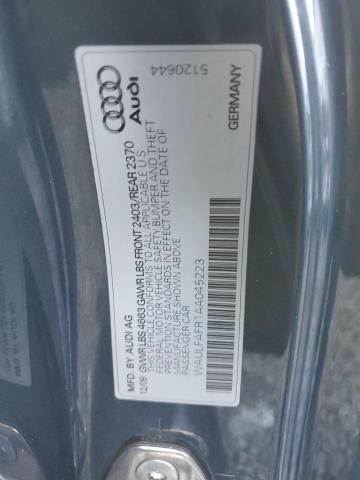 MFD. BY AUDI AG
12/09 GVWR LBS 4663 GAWR LBS FRONT 2403/REAR 2370
THIS VEHICLE CONFORMS TO ALL APPLICABLE U.S.
FEDERAL MOTOR VEHICLE SAFETY BUMPER AND THEFT
PREVENTION STANDARDS IN EFFECT ON THE DATE OF
MANUFACTURE SHOWN ABOVE
PASSENGER CAR
Audi
5120644
WAULFAFR1AA045223
GERMANY